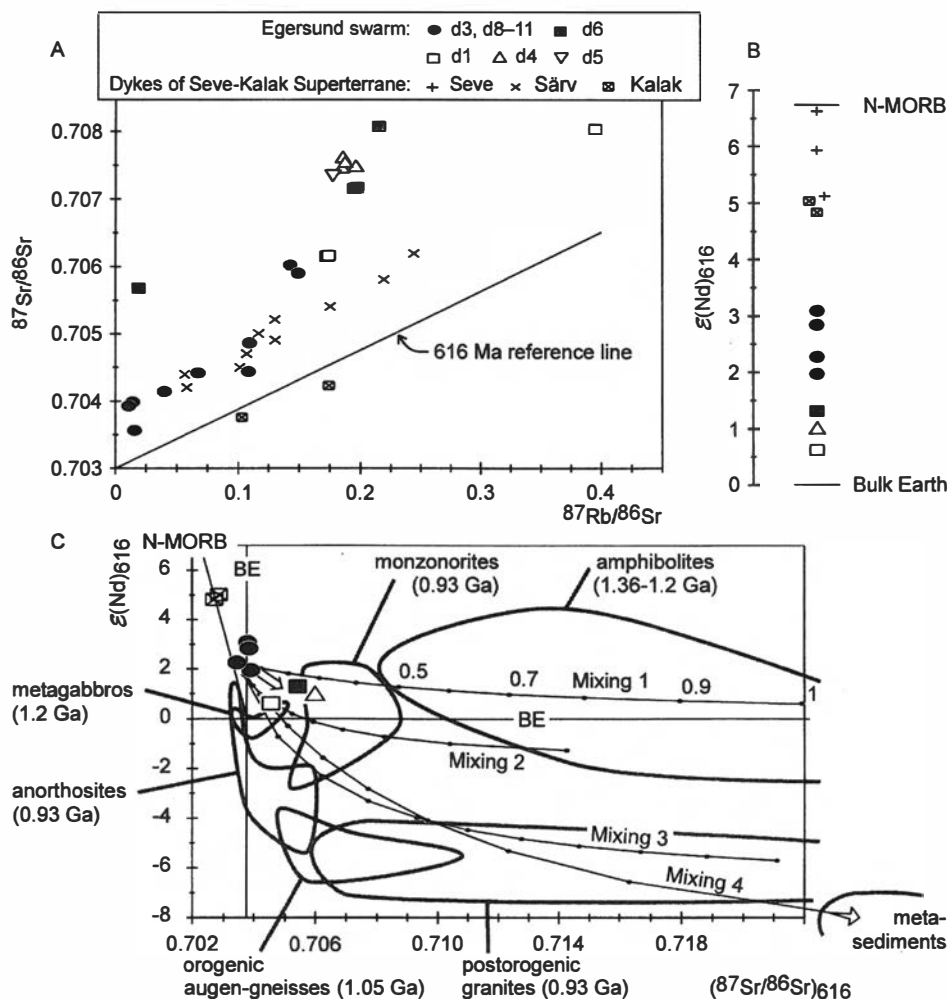 A
Egersund swarm: d3, d8–11 d6
d1 d4 d5
Dykes of Seve-Kalak Superterrane: Seve Särv Kalak
B
87Sr/86Sr
0.708
0.707
0.706
0.705
0.704
0.703
616 Ma reference line
0 0.1 0.2 0.3 0.4
87Rb/86Sr
ε(Nd)616
7
6
5
4
3
2
1
0
N-MORB
Bulk Earth
C
N-MORB
BE
monzonorites
(0.93 Ga)
amphibolites
(1.36-1.2 Ga)
ε(Nd)616
6
4
2
0
-2
-4
-6
-8
metagabbros
(1.2 Ga)
anorthosites
(0.93 Ga)
0.5 0.7 0.9 1
Mixing 1
BE
Mixing 2
Mixing 3
Mixing 4
meta-
sediments
0.702 0.706 0.710 0.714 0.718
orogenic
augen-gneisses (1.05 Ga)
postorogenic
granites (0.93 Ga)
(87Sr/86Sr)616